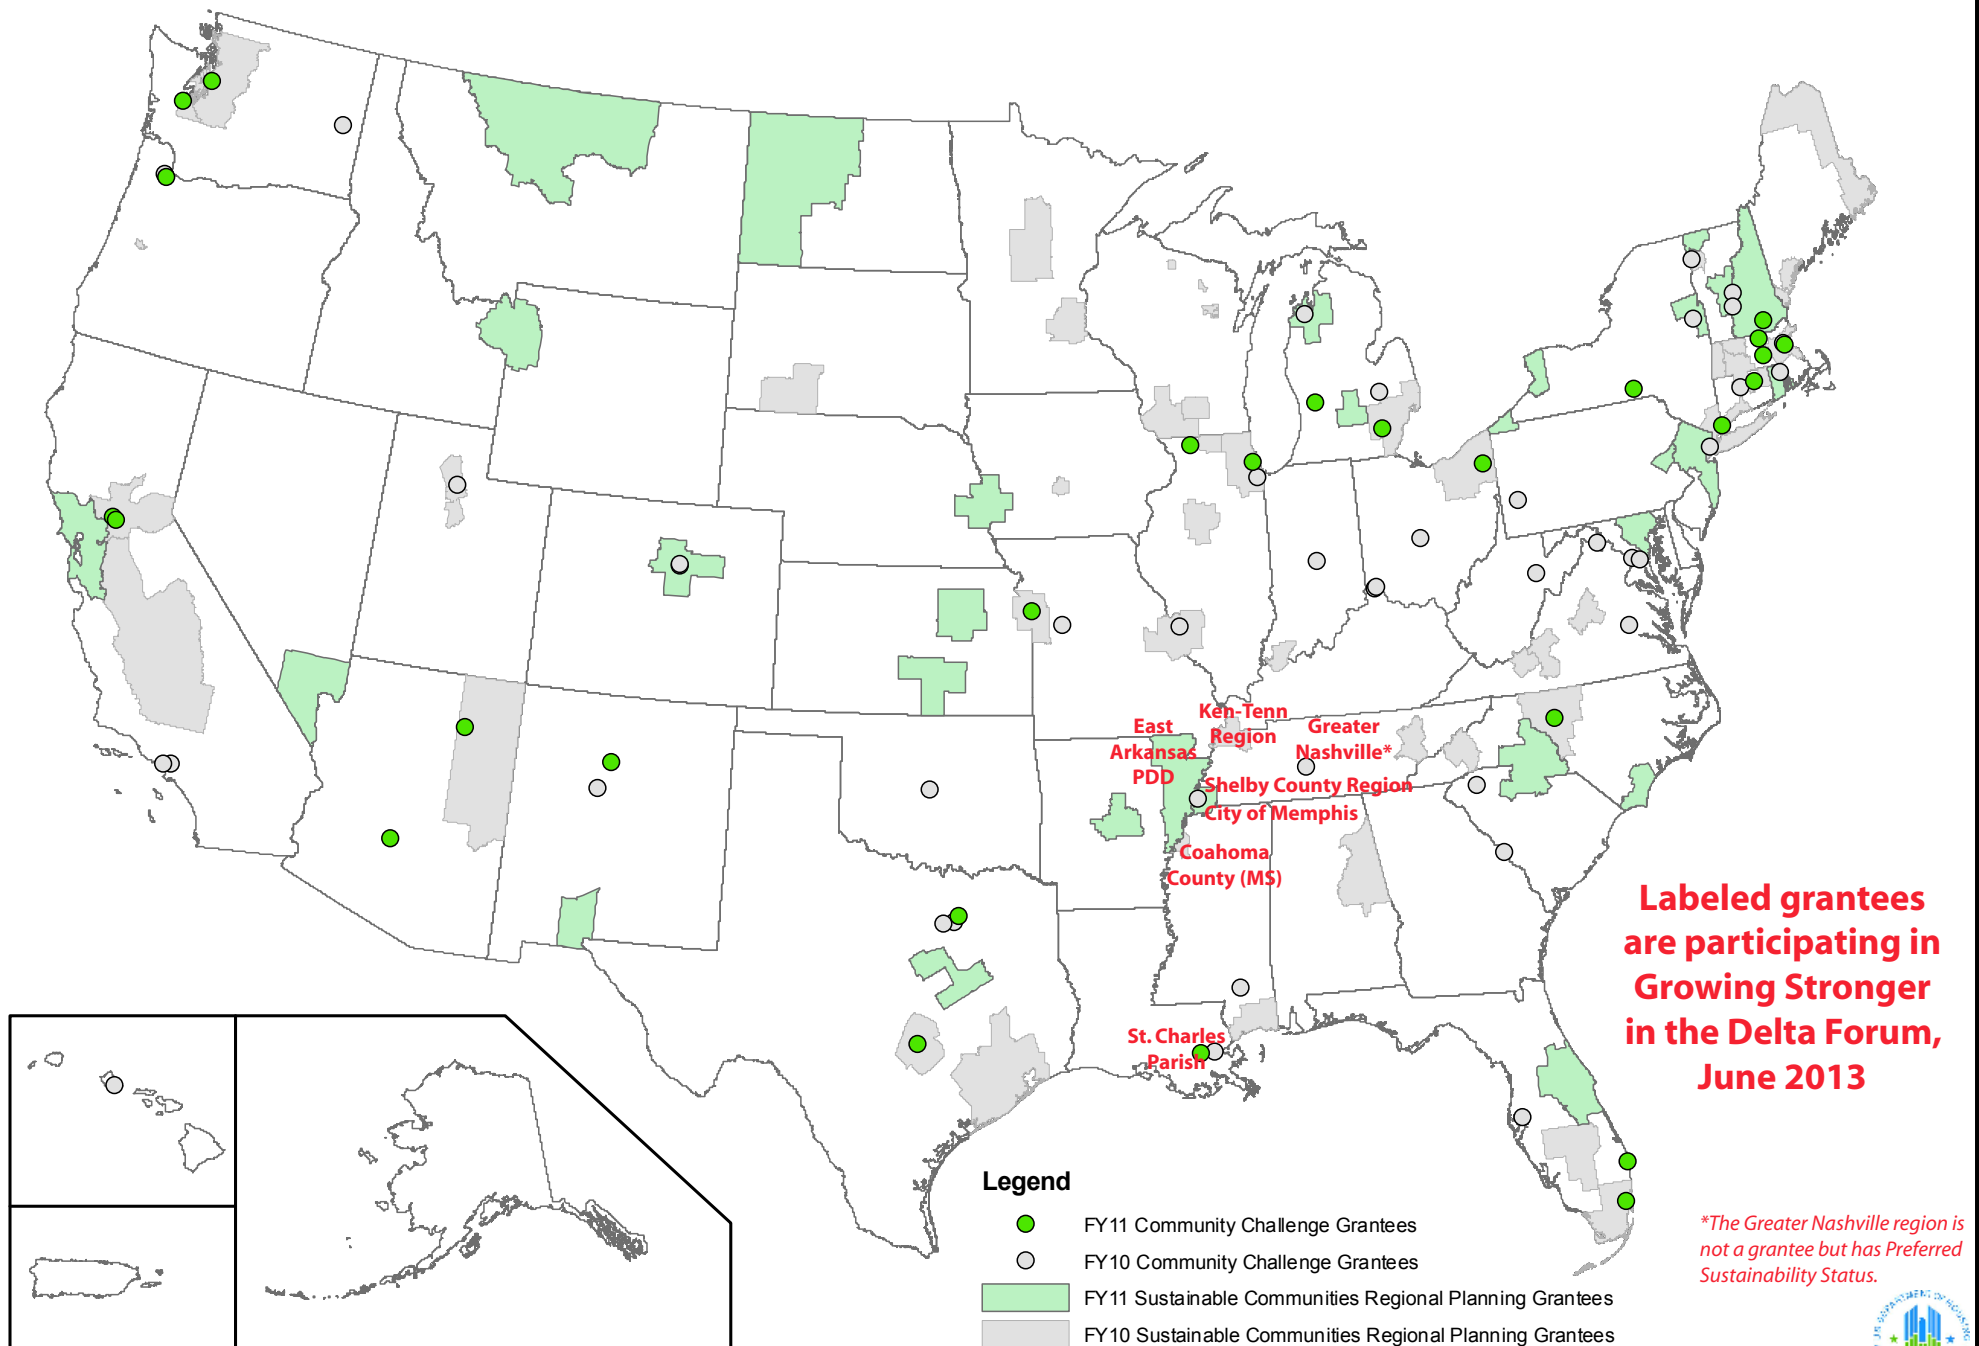 Ken-Tenn
Region
East
Arkansas
PDD
Greater
Nashville*
Shelby County Region
City of Memphis
Coahoma
County (MS)
St. Charles
Parish
Labeled grantees
are participating in
Growing Stronger
in the Delta Forum,
June 2013
Legend
FY11 Community Challenge Grantees
FY10 Community Challenge Grantees
FY11 Sustainable Communities Regional Planning Grantees
FY10 Sustainable Communities Regional Planning Grantees
*The Greater Nashville region is
not a grantee but has Preferred
Sustainability Status.